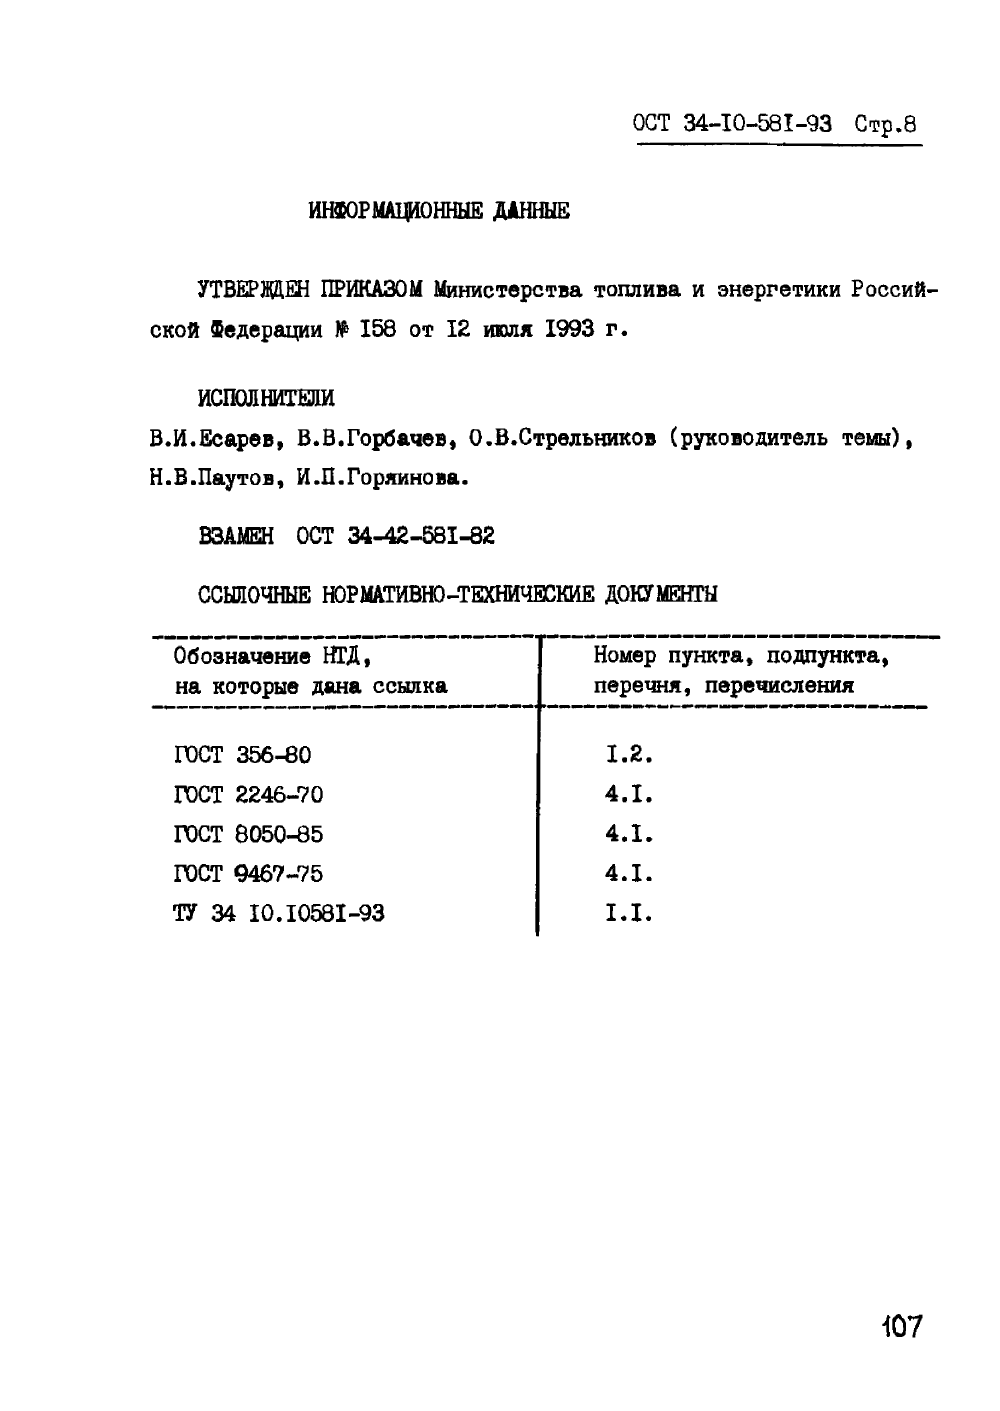 ОСТ 34-10-581-93 Стр.8
ИНФОРМАЦИОННЫЕ ДАННЫЕ
УТВЕРЖДЕН ПРИКАЗОМ Министерства топлива и энергетики Россий-
ской Федерации № 158 от 12 июля 1993 г.
ИСПОЛНИТЕЛИ
В.И.Есарев, В.В.Горбачев, О.В.Стрельников (руководитель темы),
Н.В.Паутов, И.П.Горяинова.
ВЗАМЕН ОСТ 34-42-581-82
ССЫЛОЧНЫЕ НОРМАТИВНО-ТЕХНИЧЕСКИЕ ДОКУМЕНТЫ
Обозначение НТД, Номер пункта, подпункта,
на которые дана ссылка перечня, перечисления
ГОСТ 356-80 1.2.
ГОСТ 2246-70 4.1.
ГОСТ 8050-85 4.1.
ГОСТ 9467-75 4.1.
ТУ 34 10.10581-93 1.1.
107